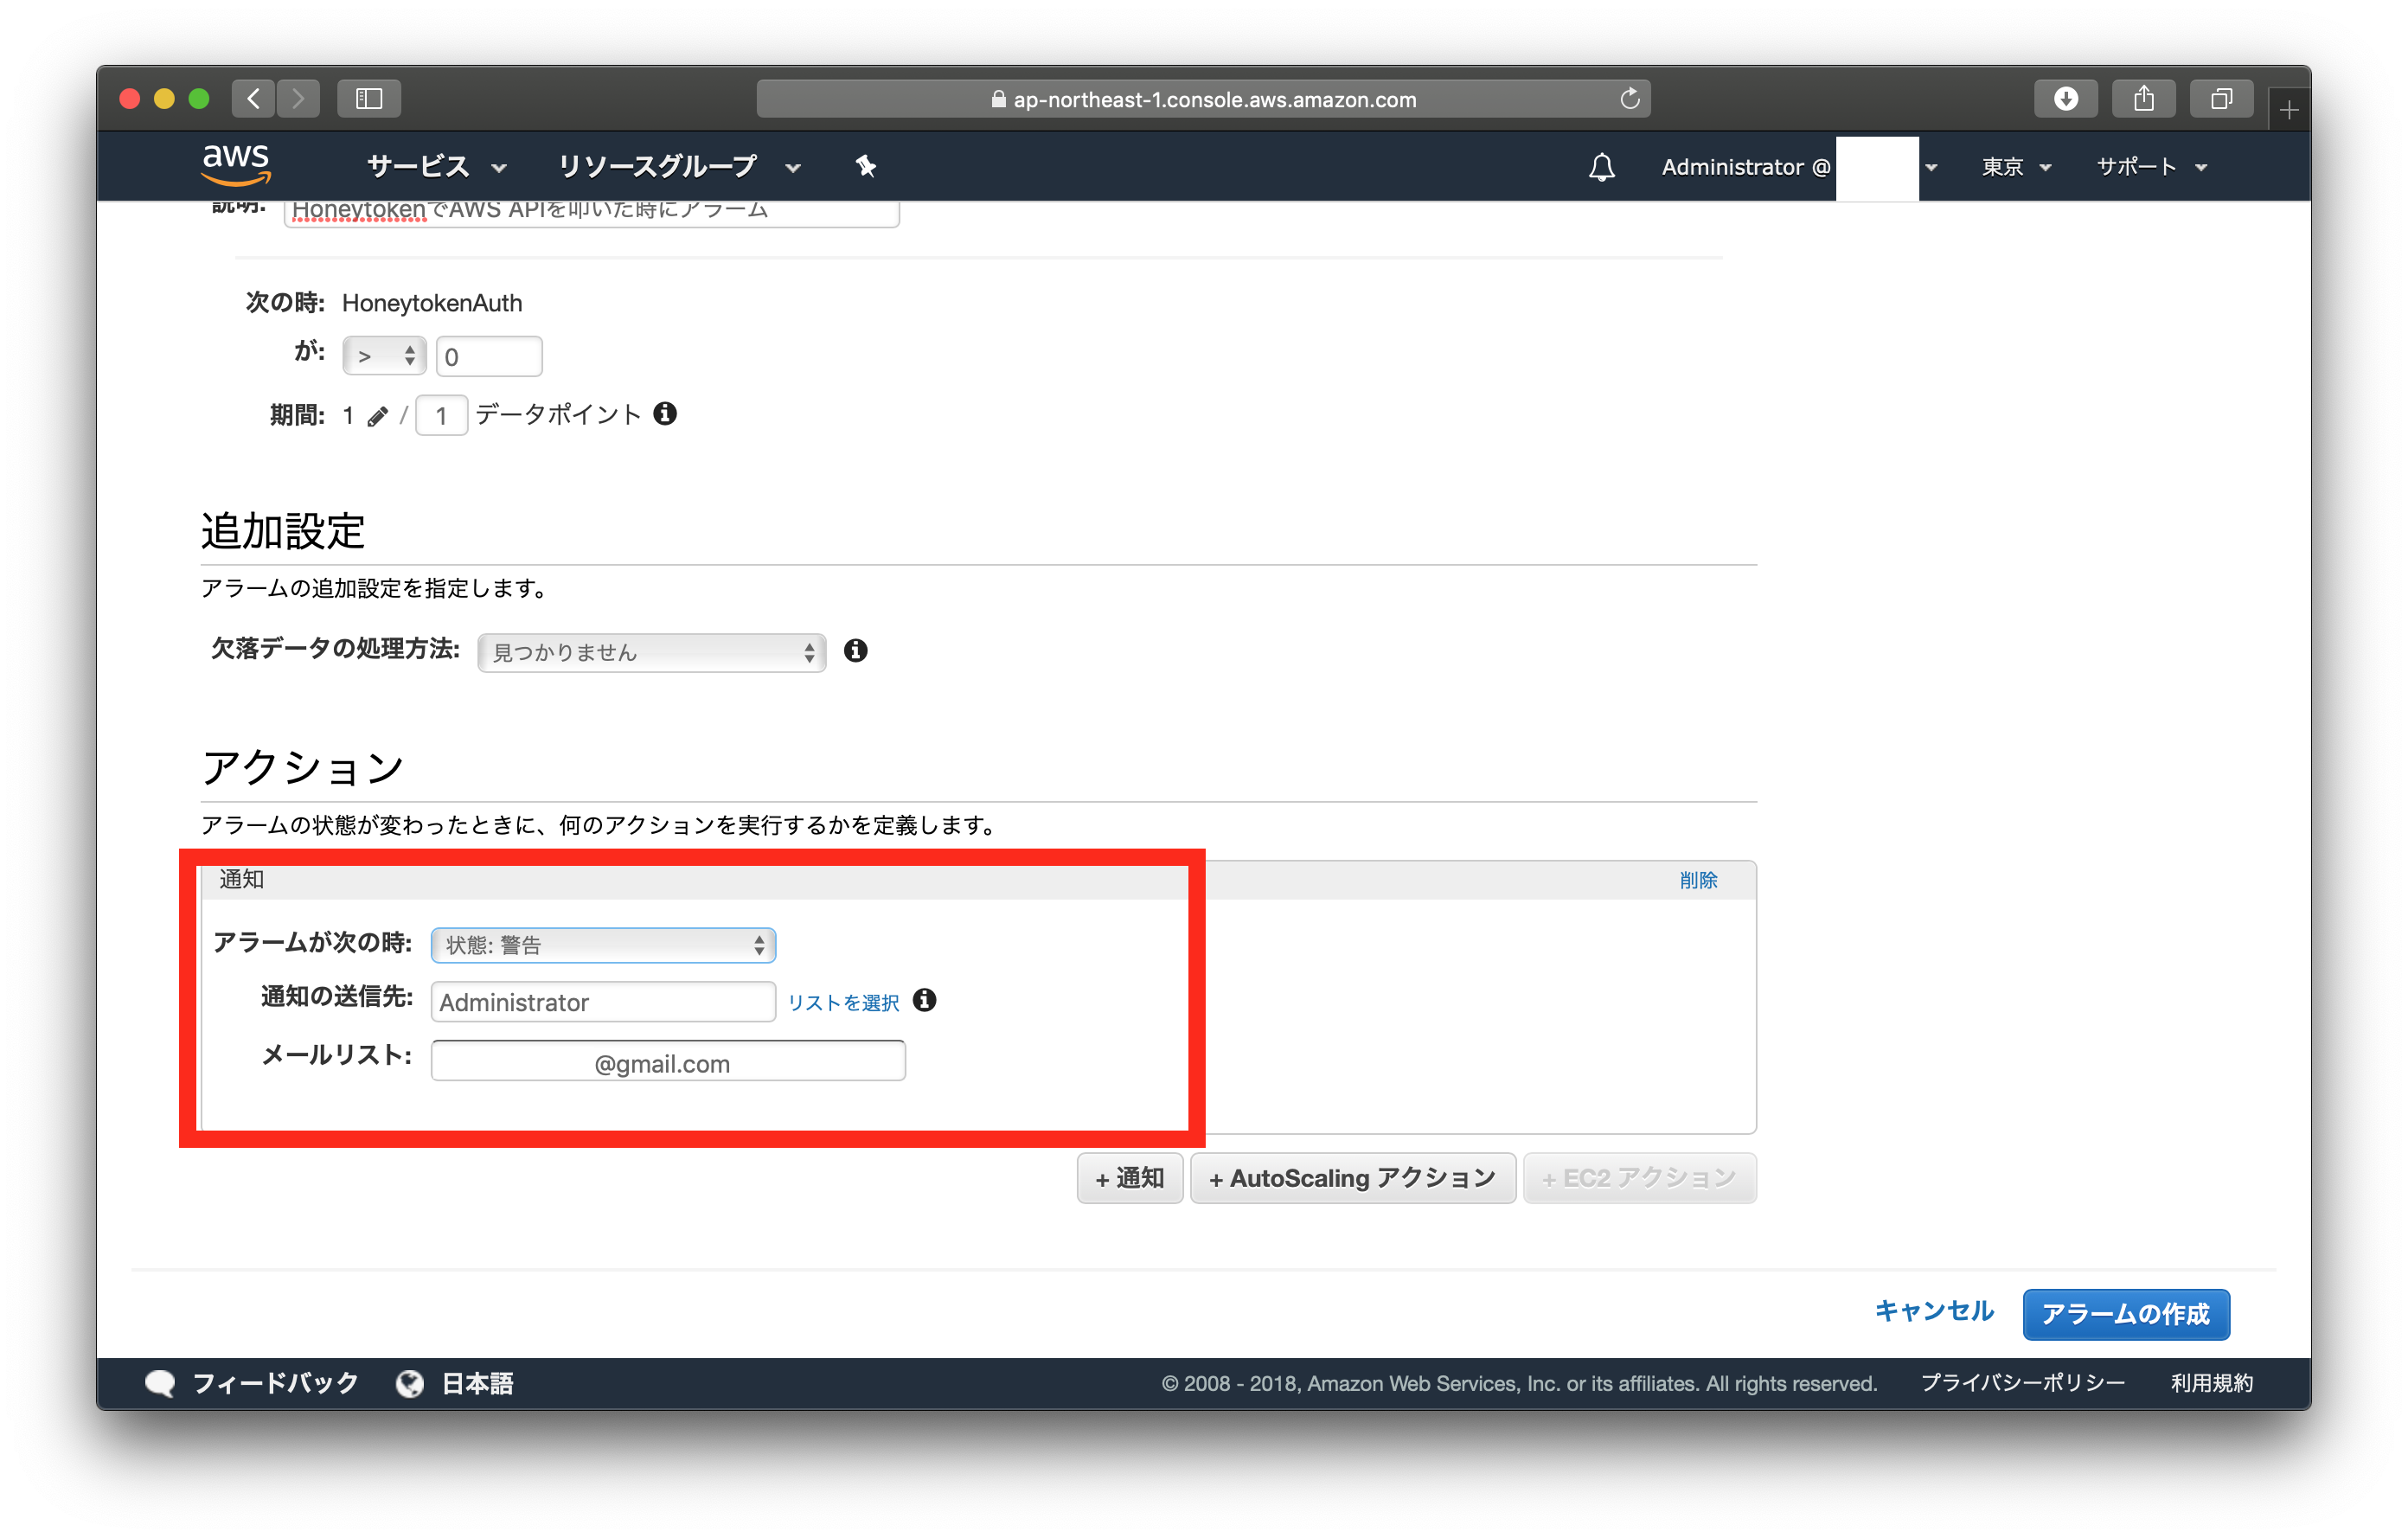 ap-northeast-1.console.aws.amazon.com
aws サービス リソースグループ Administrator @ 東京 サポート
説明: HoneytokenでAWS APIを叩いた時にアラーム
次の時: HoneytokenAuth
が: > 0
期間: 1 / 1 データポイント
追加設定
アラームの追加設定を指定します。
欠落データの処理方法: 見つかりません
アクション
アラームの状態が変わったときに、何のアクションを実行するかを定義します。
通知 削除
アラームが次の時: 状態: 警告
通知の送信先: Administrator リストを選択
メールリスト: @gmail.com
+ 通知 + AutoScaling アクション + EC2 アクション
キャンセル アラームの作成
フィードバック 日本語 © 2008 - 2018, Amazon Web Services, Inc. or its affiliates. All rights reserved. プライバシーポリシー 利用規約